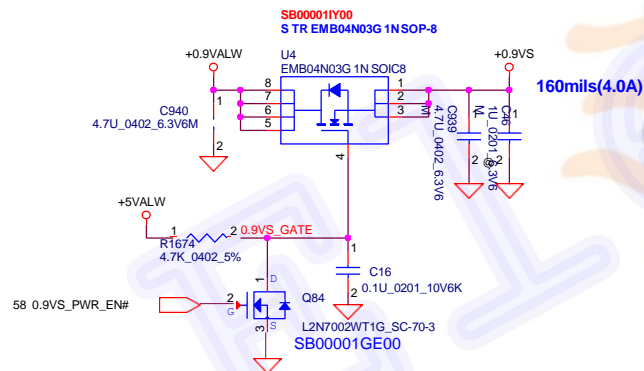 SB00001IY00
S TR EMB04N03G 1N SOP-8
+0.9VALW
U4
EMB04N03G 1N SOIC8
+0.9VS
160mils(4.0A)
8
7
6
5
1
2
3
4
1
C940
4.7U_0402_6.3V6M
2
C939
4.7U_0402_6.3V6
M
2
C46
1U_0201_6.3V6
M
1
2
@
+5VALW
1
2
0.9VS_GATE
R1674
4.7K_0402_5%
1
C16
0.1U_0201_10V6K
2
58 0.9VS_PWR_EN#
1
D
2
G
3
S
Q84
L2N7002WT1G_SC-70-3
SB00001GE00